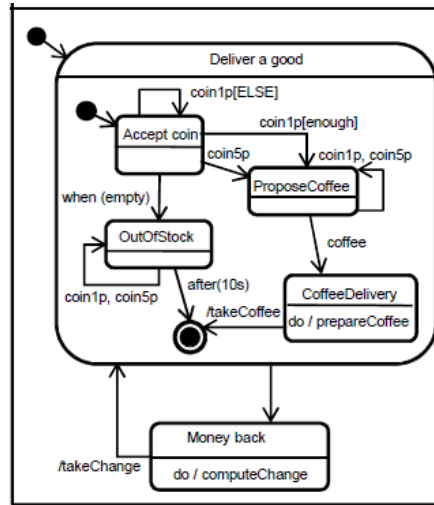 Deliver a good
coin1p[ELSE]
Accept coin
coin1p[enough]
coin5p
coin1p, coin5p
ProposeCoffee
when (empty)
OutOfStock
coffee
after(10s)
CoffeeDelivery
coin1p, coin5p
/takeCoffee
do / prepareCoffee
Money back
/takeChange
do / computeChange